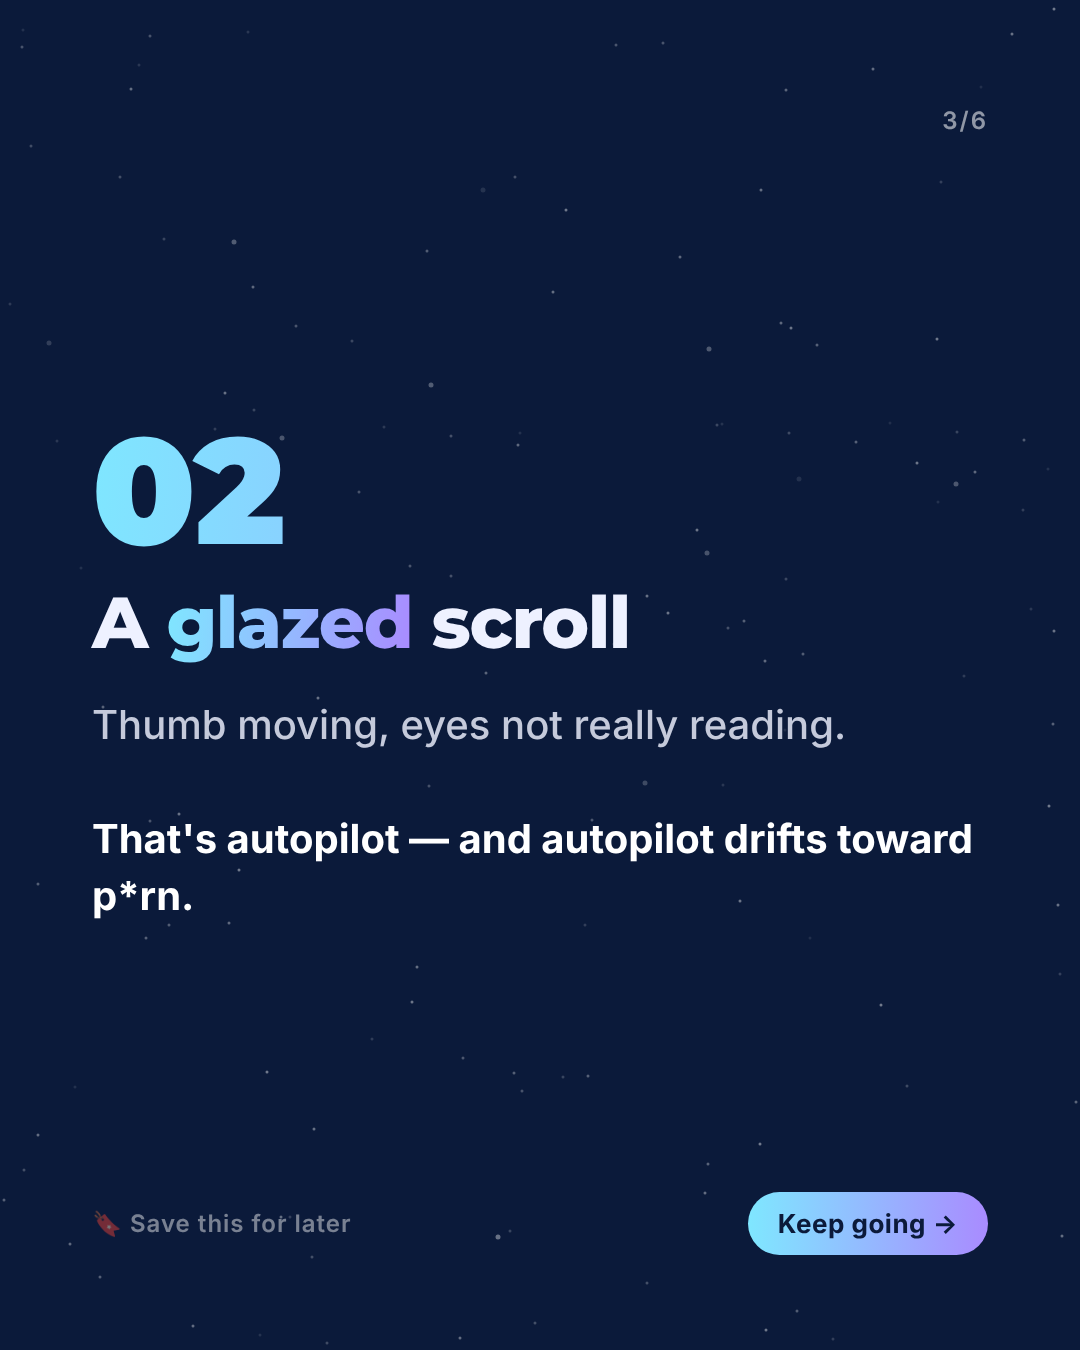 3/6
02
A glazed scroll
Thumb moving, eyes not really reading.
That's autopilot — and autopilot drifts toward
p*rn.
🔖 Save this for later
Keep going →